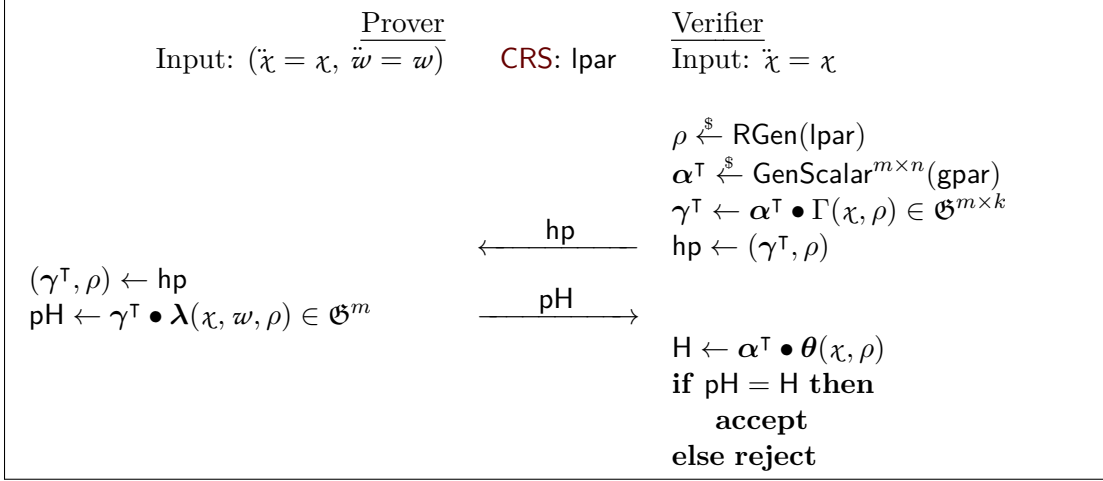 Prover Verifier
Input: (ẍ = x, ẅ = w) CRS: lpar Input: ẍ = x
ρ ←$ RGen(lpar)
α⊤ ←$ GenScalar^{m×n}(gpar)
γ⊤ ← α⊤ • Γ(x, ρ) ∈ 𝕲^{m×k}
hp hp ← (γ⊤, ρ)
(γ⊤, ρ) ← hp
pH ← γ⊤ • λ(x, w, ρ) ∈ 𝕲^m pH
H ← α⊤ • θ(x, ρ)
if pH = H then
accept
else reject